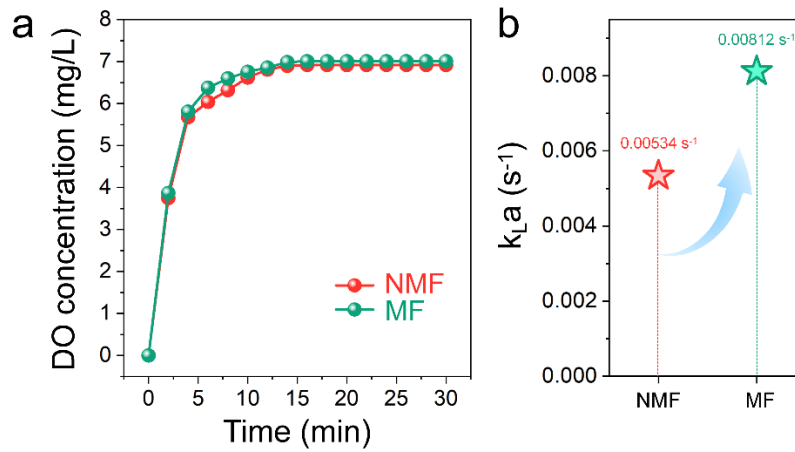 a
DO concentration (mg/L)
8
7
6
5
4
3
2
1
0
NMF
MF
0 5 10 15 20 25 30
Time (min)
b
kLa (s⁻¹)
0.008
0.006
0.004
0.002
0.000
0.00812 s⁻¹
0.00534 s⁻¹
NMF MF